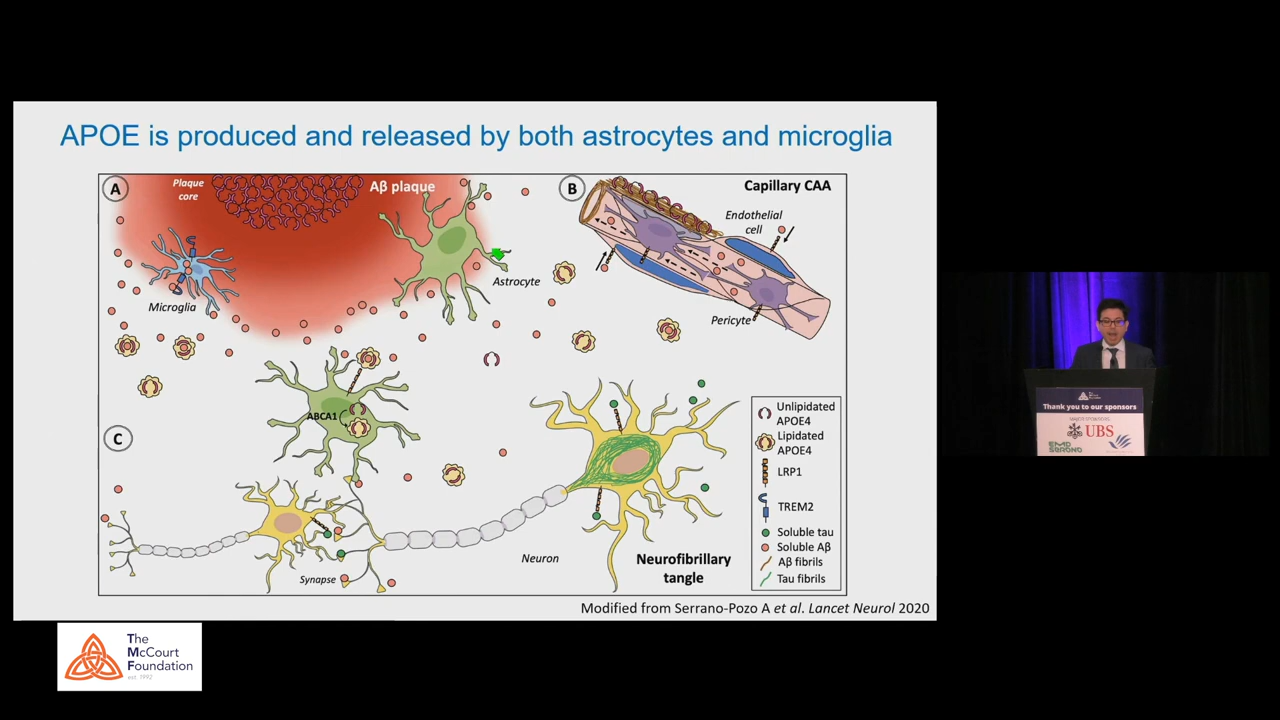 APOE is produced and released by both astrocytes and microglia
A
Plaque
core
Aβ plaque
B
Capillary CAA
Endothelial
cell
Microglia
Astrocyte
Pericyte
ABCA1
C
Synapse
Neuron
Neurofibrillary
tangle
Unlipidated
APOE4
Lipidated
APOE4
LRP1
TREM2
Soluble tau
Soluble Aβ
Aβ fibrils
Tau fibrils
Modified from Serrano-Pozo A et al. Lancet Neurol 2020
The
McCourt
Foundation
est. 1992
Thank you to our sponsors
UBS
EMD
SERONO